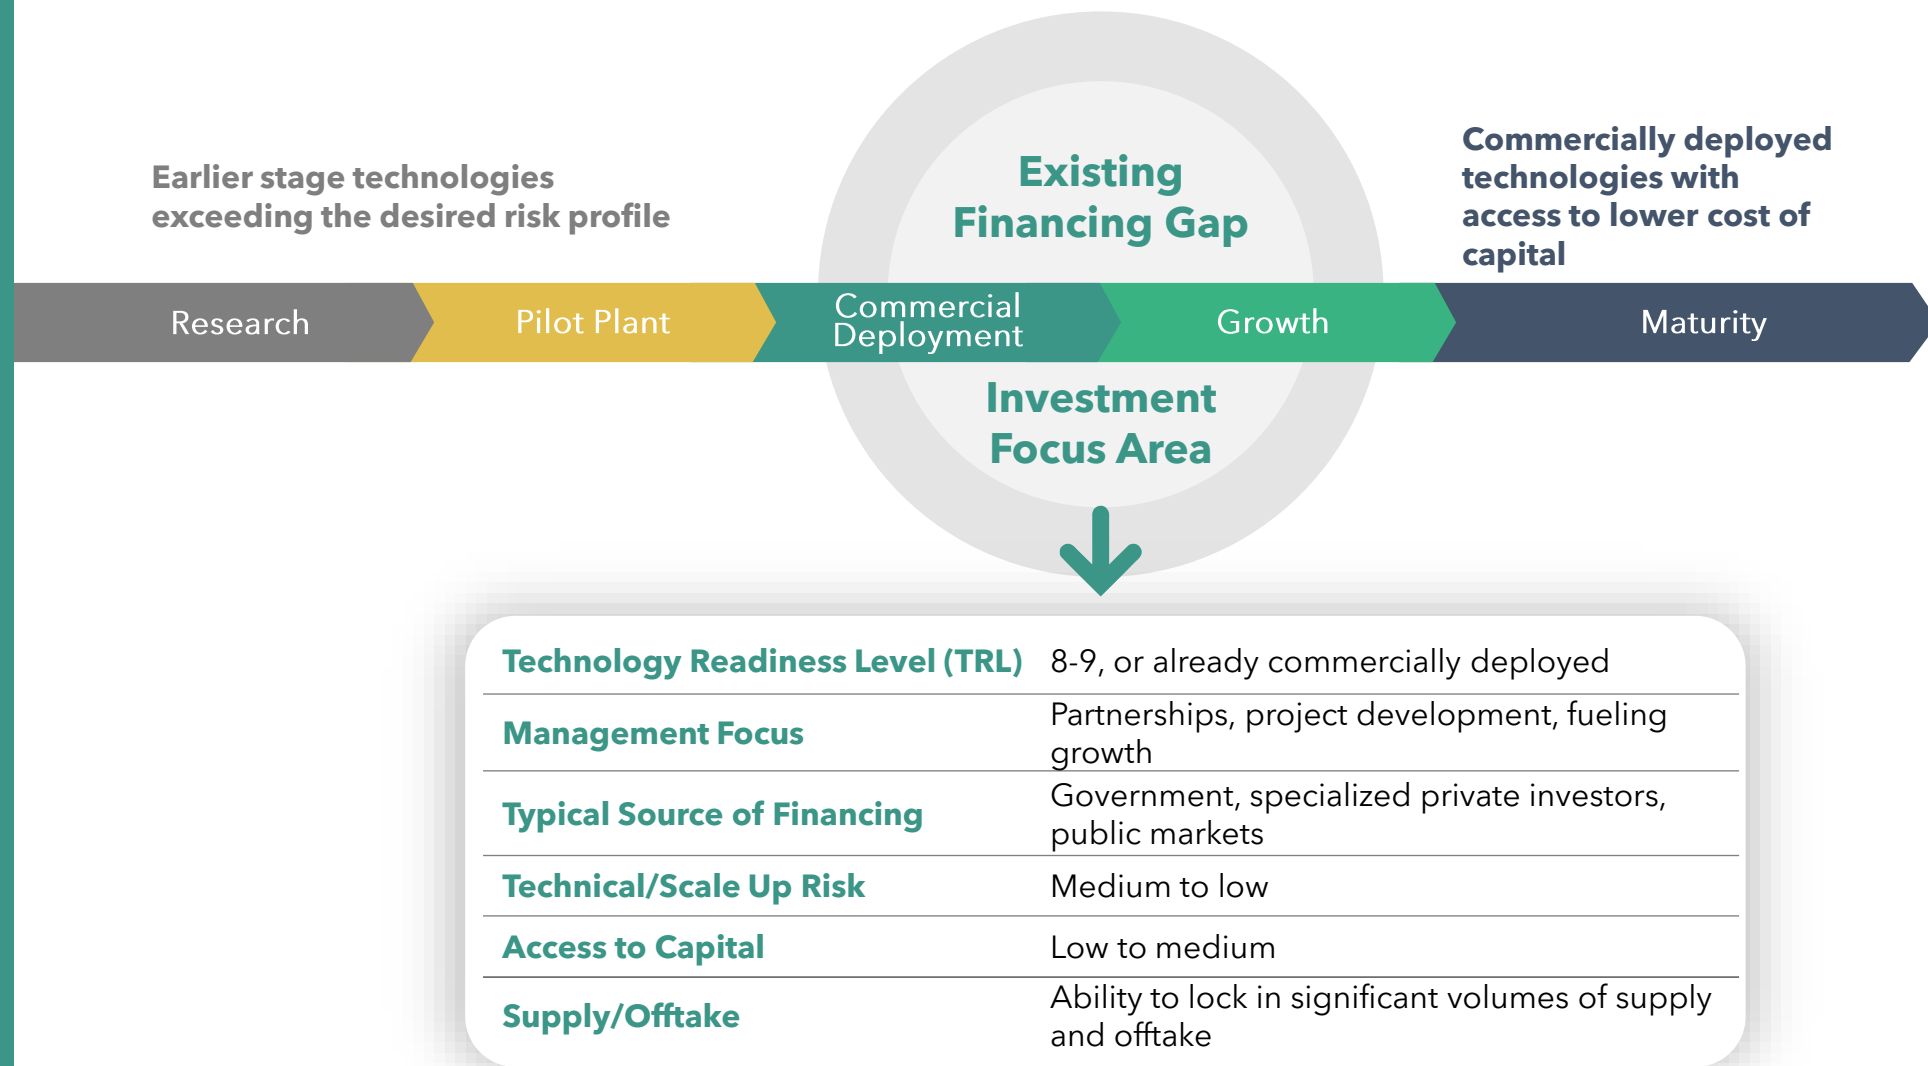 Earlier stage technologies
exceeding the desired risk profile
Existing
Financing Gap
Commercially deployed
technologies with
access to lower cost of
capital
Research
Pilot Plant
Commercial
Deployment
Growth
Maturity
Investment
Focus Area
Technology Readiness Level (TRL) 8-9, or already commercially deployed
Management Focus
Partnerships, project development, fueling
growth
Typical Source of Financing
Government, specialized private investors,
public markets
Technical/Scale Up Risk Medium to low
Access to Capital Low to medium
Supply/Offtake
Ability to lock in significant volumes of supply
and offtake